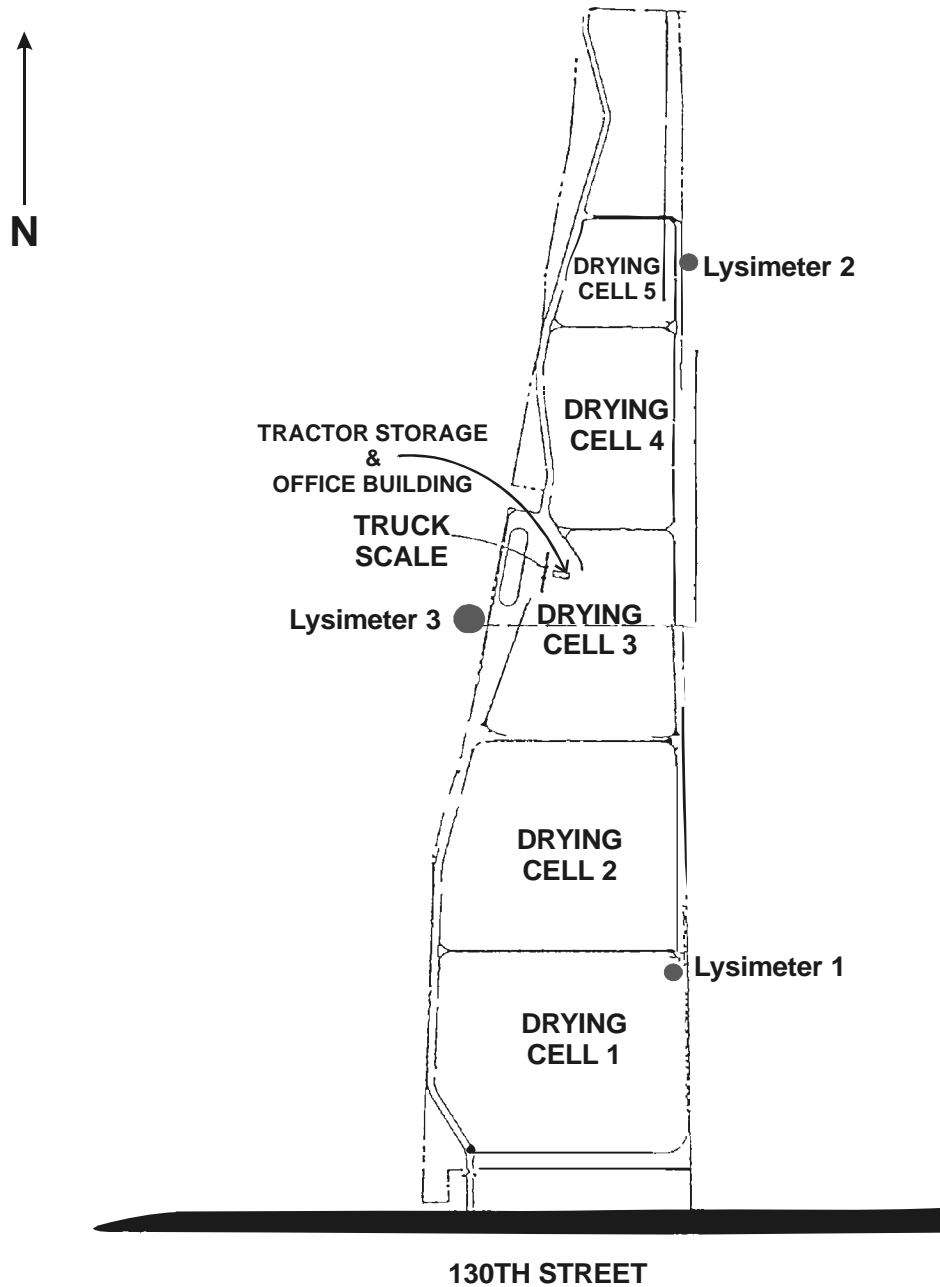 N
DRYING
CELL 5
Lysimeter 2
DRYING
CELL 4
TRACTOR STORAGE
&
OFFICE BUILDING
TRUCK
SCALE
Lysimeter 3
DRYING
CELL 3
DRYING
CELL 2
Lysimeter 1
DRYING
CELL 1
130TH STREET